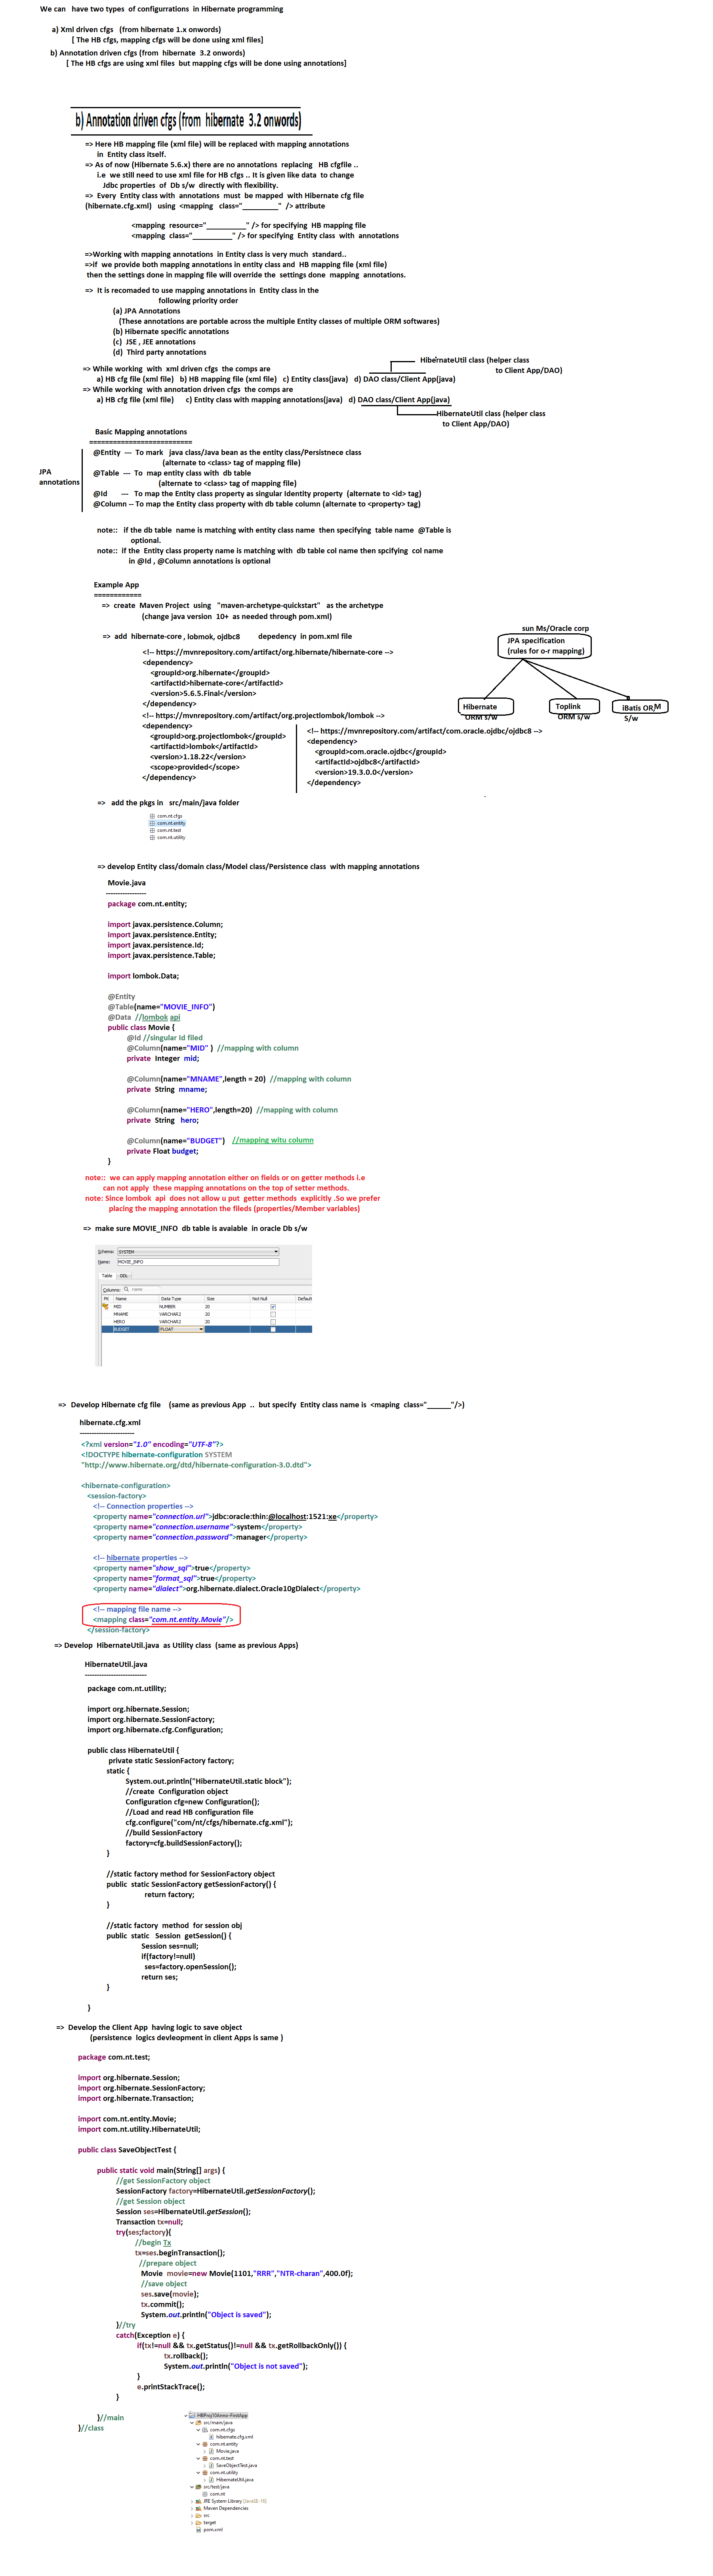 We can have two types of configurrations in Hibernate programming
a) Xml driven cfgs (from hibernate 1.x onwords)
[ The HB cfgs, mapping cfgs will be done using xml files]
b) Annotation driven cfgs (from hibernate 3.2 onwords)
[ The HB cfgs are using xml files but mapping cfgs will be done using annotations]
b) Annotation driven cfgs (from hibernate 3.2 onwords)
=> Here HB mapping file (xml file) will be replaced with mapping annotations
in Entity class itself.
=> As of now (Hibernate 5.6.x) there are no annotations replacing HB cfgfile ..
i.e we still need to use xml file for HB cfgs .. It is given like data to change
Jdbc properties of Db s/w directly with flexibility.
=> Every Entity class with annotations must be mapped with Hibernate cfg file
(hibernate.cfg.xml) using <mapping class="_________" /> attribute
<mapping resource="__________" /> for specifying HB mapping file
<mapping class="__________" /> for specifying Entity class with annotations
=>Working with mapping annotations in Entity class is very much standard..
=>if we provide both mapping annotations in entity class and HB mapping file (xml file)
then the settings done in mapping file will override the settings done mapping annotations.
=> It is recomaded to use mapping annotations in Entity class in the
following priority order
(a) JPA Annotations
(These annotations are portable across the multiple Entity classes of multiple ORM softwares)
(b) Hibernate specific annotations
(c) JSE , JEE annotations
(d) Third party annotations
HibernateUtil class (helper class
to Client App/DAO)
=> While working with xml driven cfgs the comps are
a) HB cfg file (xml file) b) HB mapping file (xml file) c) Entity class(java) d) DAO class/Client App(java)
=> While working with annotation driven cfgs the comps are
a) HB cfg file (xml file) c) Entity class with mapping annotations(java) d) DAO class/Client App(java)
HibernateUtil class (helper class
to Client App/DAO)
Basic Mapping annotations
==========================
JPA
annotations
@Entity --- To mark java class/Java bean as the entity class/Persistnece class
(alternate to <class> tag of mapping file)
@Table --- To map entity class with db table
(alternate to <class> tag of mapping file)
@Id --- To map the Entity class property as singular Identity property (alternate to <id> tag)
@Column -- To map the Entity class property with db table column (alternate to <property> tag)
note:: if the db table name is matching with entity class name then specifying table name @Table is
optional.
note:: if the Entity class property name is matching with db table col name then spcifying col name
in @Id , @Column annotations is optional
Example App
============
=> create Maven Project using "maven-archetype-quickstart" as the archetype
(change java version 10+ as needed through pom.xml)
=> add hibernate-core , lobmok, ojdbc8 depedency in pom.xml file
sun Ms/Oracle corp
JPA specification
(rules for o-r mapping)
Hibernate
ORM s/w
Toplink
ORM s/w
iBatis ORM
S/w
<!-- https://mvnrepository.com/artifact/org.hibernate/hibernate-core -->
<dependency>
<groupId>org.hibernate</groupId>
<artifactId>hibernate-core</artifactId>
<version>5.6.5.Final</version>
</dependency>
<!-- https://mvnrepository.com/artifact/org.projectlombok/lombok -->
<dependency>
<groupId>org.projectlombok</groupId>
<artifactId>lombok</artifactId>
<version>1.18.22</version>
<scope>provided</scope>
</dependency>
<!-- https://mvnrepository.com/artifact/com.oracle.ojdbc/ojdbc8 -->
<dependency>
<groupId>com.oracle.ojdbc</groupId>
<artifactId>ojdbc8</artifactId>
<version>19.3.0.0</version>
</dependency>
=> add the pkgs in src/main/java folder
com.nt.cfgs
com.nt.entity
com.nt.test
com.nt.utility
=> develop Entity class/domain class/Model class/Persistence class with mapping annotations
Movie.java
----------------
package com.nt.entity;
import javax.persistence.Column;
import javax.persistence.Entity;
import javax.persistence.Id;
import javax.persistence.Table;
import lombok.Data;
@Entity
@Table(name="MOVIE_INFO")
@Data //lombok api
public class Movie {
@Id //singular Id filed
@Column(name="MID" ) //mapping with column
private Integer mid;
@Column(name="MNAME",length = 20) //mapping with column
private String mname;
@Column(name="HERO",length=20) //mapping with column
private String hero;
@Column(name="BUDGET") //mapping witu column
private Float budget;
}
note:: we can apply mapping annotation either on fields or on getter methods i.e
can not apply these mapping annotations on the top of setter methods.
note: Since lombok api does not allow u put getter methods explicitly .So we prefer
placing the mapping annotation the fileds (properties/Member variables)
=> make sure MOVIE_INFO db table is avaiable in oracle Db s/w
Schema: SYSTEM
Name: MOVIE_INFO
Table DDL
Columns: Name
PK Name Data Type Size Not Null Default
MID NUMBER 20
MNAME VARCHAR2 20
HERO VARCHAR2 20
BUDGET FLOAT
=> Develop Hibernate cfg file (same as previous App .. but specify Entity class name is <maping class="______"/>)
hibernate.cfg.xml
----------------------
<?xml version="1.0" encoding="UTF-8"?>
<!DOCTYPE hibernate-configuration SYSTEM
"http://www.hibernate.org/dtd/hibernate-configuration-3.0.dtd">
<hibernate-configuration>
<session-factory>
<!-- Connection properties -->
<property name="connection.url">jdbc:oracle:thin:@localhost:1521:xe</property>
<property name="connection.username">system</property>
<property name="connection.password">manager</property>
<!-- hibernate properties -->
<property name="show_sql">true</property>
<property name="format_sql">true</property>
<property name="dialect">org.hibernate.dialect.Oracle10gDialect</property>
<!-- mapping file name -->
<mapping class="com.nt.entity.Movie"/>
</session-factory>
=> Develop HibernateUtil.java as Utility class (same as previous Apps)
HibernateUtil.java
-------------------------
package com.nt.utility;
import org.hibernate.Session;
import org.hibernate.SessionFactory;
import org.hibernate.cfg.Configuration;
public class HibernateUtil {
private static SessionFactory factory;
static {
System.out.println("HibernateUtil.static block");
//create Configuration object
Configuration cfg=new Configuration();
//Load and read HB configuration file
cfg.configure("com/nt/cfgs/hibernate.cfg.xml");
//build SessionFactory
factory=cfg.buildSessionFactory();
}
//static factory method for SessionFactory object
public static SessionFactory getSessionFactory() {
return factory;
}
//static factory method for session obj
public static Session getSession() {
Session ses=null;
if(factory!=null)
ses=factory.openSession();
return ses;
}
}
=> Develop the Client App having logic to save object
(persistence logics devleopment in client Apps is same )
package com.nt.test;
import org.hibernate.Session;
import org.hibernate.SessionFactory;
import org.hibernate.Transaction;
import com.nt.entity.Movie;
import com.nt.utility.HibernateUtil;
public class SaveObjectTest {
public static void main(String[] args) {
//get SessionFactory object
SessionFactory factory=HibernateUtil.getSessionFactory();
//get Session object
Session ses=HibernateUtil.getSession();
Transaction tx=null;
try(ses;factory){
//begin Tx
tx=ses.beginTransaction();
//prepare object
Movie movie=new Movie(1101,"RRR","NTR-charan",400.0f);
//save object
ses.save(movie);
tx.commit();
System.out.println("Object is saved");
}//try
catch(Exception e) {
if(tx!=null && tx.getStatus()!=null && tx.getRollbackOnly()) {
tx.rollback();
System.out.println("Object is not saved");
}
e.printStackTrace();
}
}//main
}//class
HBProj10Anno-FirstApp
src/main/java
com.nt.cfgs
hibernate.cfg.xml
com.nt.entity
Movie.java
com.nt.test
SaveObjectTest.java
com.nt.utility
HibernateUtil.java
src/test/java
com.nt
JRE System Library [JavaSE-16]
Maven Dependencies
src
target
pom.xml